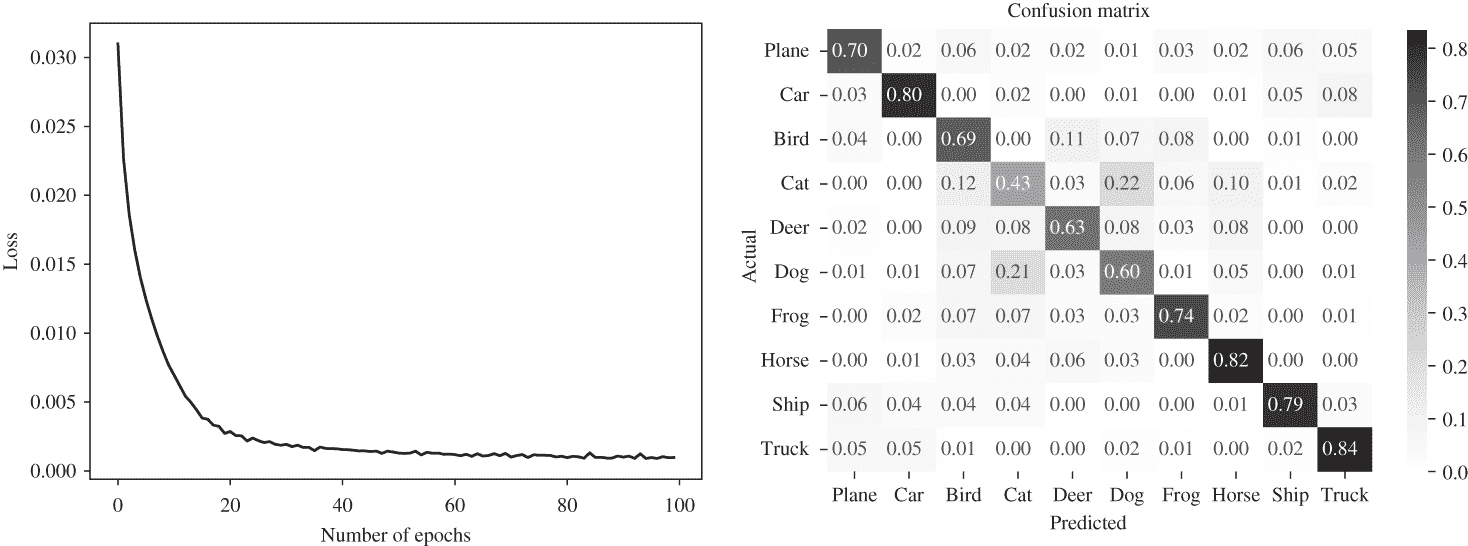 0.030
0.025
0.020
0.015
0.010
0.005
0.000
Loss
0 20 40 60 80 100
Number of epochs
Confusion matrix
Actual
Plane 0.70 0.02 0.06 0.02 0.02 0.01 0.03 0.02 0.06 0.05
Car 0.03 0.80 0.00 0.02 0.00 0.01 0.00 0.01 0.05 0.08
Bird 0.04 0.00 0.69 0.00 0.11 0.07 0.08 0.00 0.01 0.00
Cat 0.00 0.00 0.12 0.43 0.03 0.22 0.06 0.10 0.01 0.02
Deer 0.02 0.00 0.09 0.08 0.63 0.08 0.03 0.08 0.00 0.00
Dog 0.01 0.01 0.07 0.21 0.03 0.60 0.01 0.05 0.00 0.01
Frog 0.00 0.02 0.07 0.07 0.03 0.03 0.74 0.02 0.00 0.01
Horse 0.00 0.01 0.03 0.04 0.06 0.03 0.00 0.82 0.00 0.00
Ship 0.06 0.04 0.04 0.04 0.00 0.00 0.00 0.01 0.79 0.03
Truck 0.05 0.05 0.01 0.00 0.00 0.02 0.01 0.00 0.02 0.84
Plane Car Bird Cat Deer Dog Frog Horse Ship Truck
Predicted
0.8
0.7
0.6
0.5
0.4
0.3
0.2
0.1
0.0